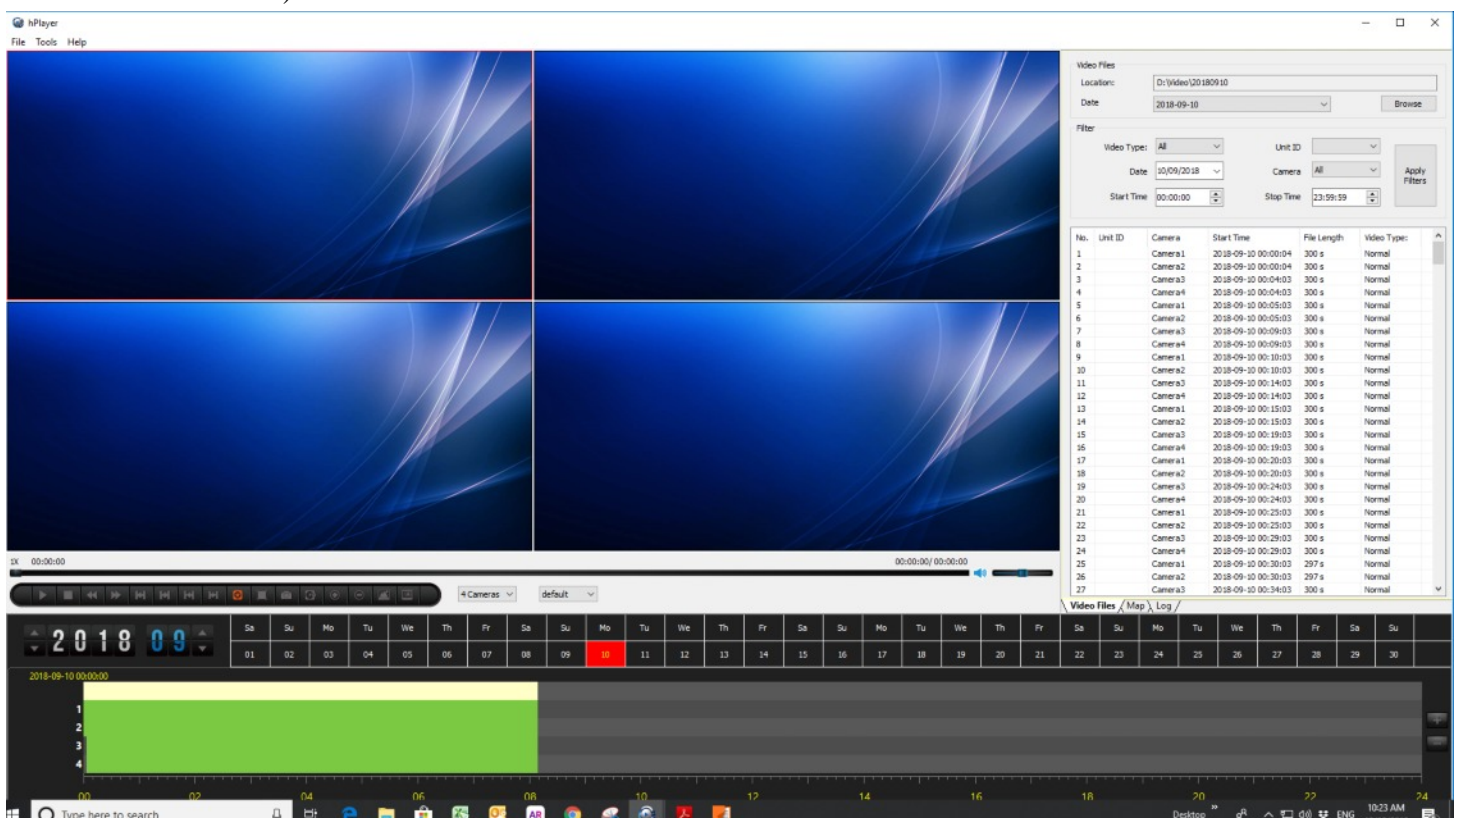 hPlayer
File Tools Help
Video Files
Location: D:\Video\20180910
Date 2018-09-10 Browse
Filter
Video Type: All Unit ID
Date 10/09/2018 Camera All Apply Filters
Start Time 00:00:00 Stop Time 23:59:59
No. Unit ID Camera Start Time File Length Video Type:
1 Camera1 2018-09-10 00:00:04 300 s Normal
2 Camera2 2018-09-10 00:00:04 300 s Normal
3 Camera3 2018-09-10 00:04:03 300 s Normal
4 Camera4 2018-09-10 00:04:03 300 s Normal
5 Camera1 2018-09-10 00:05:03 300 s Normal
6 Camera2 2018-09-10 00:05:03 300 s Normal
7 Camera3 2018-09-10 00:09:03 300 s Normal
8 Camera4 2018-09-10 00:09:03 300 s Normal
9 Camera1 2018-09-10 00:10:03 300 s Normal
10 Camera2 2018-09-10 00:10:03 300 s Normal
11 Camera3 2018-09-10 00:14:03 300 s Normal
12 Camera4 2018-09-10 00:14:03 300 s Normal
13 Camera1 2018-09-10 00:15:03 300 s Normal
14 Camera2 2018-09-10 00:15:03 300 s Normal
15 Camera3 2018-09-10 00:19:03 300 s Normal
16 Camera4 2018-09-10 00:19:03 300 s Normal
17 Camera1 2018-09-10 00:20:03 300 s Normal
18 Camera2 2018-09-10 00:20:03 300 s Normal
19 Camera3 2018-09-10 00:24:03 300 s Normal
20 Camera4 2018-09-10 00:24:03 300 s Normal
21 Camera1 2018-09-10 00:25:03 300 s Normal
22 Camera2 2018-09-10 00:25:03 300 s Normal
23 Camera3 2018-09-10 00:29:03 300 s Normal
24 Camera4 2018-09-10 00:29:03 300 s Normal
25 Camera1 2018-09-10 00:30:03 297 s Normal
26 Camera2 2018-09-10 00:30:03 297 s Normal
27 Camera3 2018-09-10 00:34:03 300 s Normal
1X 00:00:00 00:00:00/ 00:00:00
4 Cameras default
Video Files Map Log
2018 09
Sa Su Mo Tu We Th Fr Sa Su Mo Tu We Th Fr Sa Su Mo Tu We Th Fr Sa Su Mo Tu We Th Fr Sa Su
01 02 03 04 05 06 07 08 09 10 11 12 13 14 15 16 17 18 19 20 21 22 23 24 25 26 27 28 29 30
2018-09-10 00:00:00
1
2
3
4
00 02 04 06 08 10 12 14 16 18 20 22 24
Type here to search AR Desktop » ENG 10:23 AM